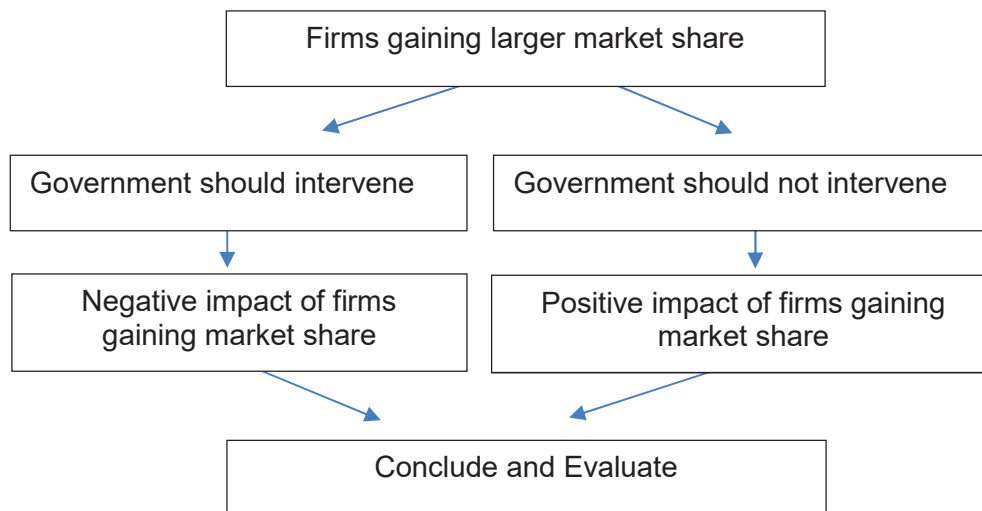 Firms gaining larger market share
Government should intervene
Government should not intervene
Negative impact of firms
gaining market share
Positive impact of firms gaining
market share
Conclude and Evaluate